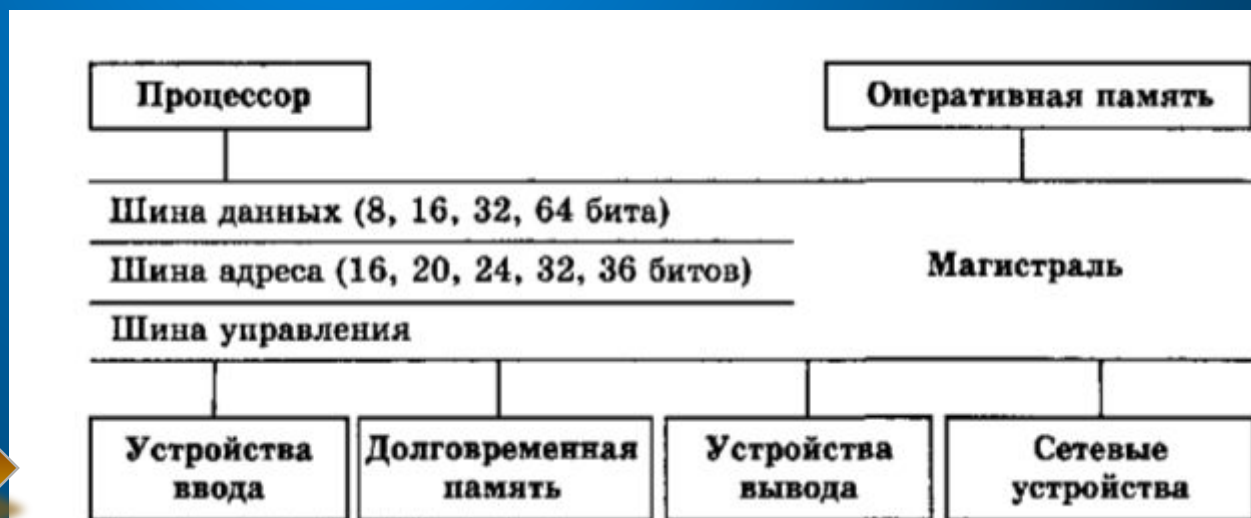 Процессор
Оперативная память
Шина данных (8, 16, 32, 64 бита)
Шина адреса (16, 20, 24, 32, 36 битов)
Магистраль
Шина управления
Устройства
ввода
Долговременная
память
Устройства
вывода
Сетевые
устройства